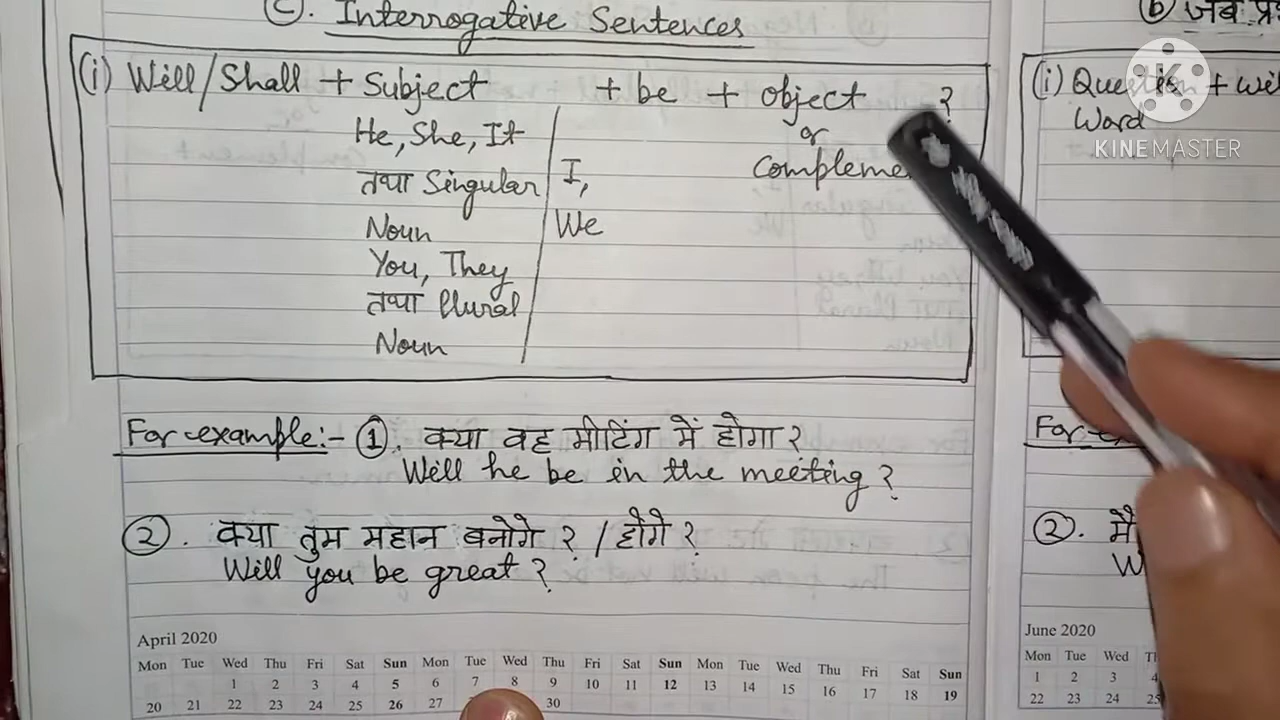 C. Interrogative Sentences
(i) Will/Shall + Subject + be + object ?
He, She, It or
तथा Singular I, Compleme
Noun We
You, They
तथा Plural
Noun
For example:- 1. क्या वह मीटिंग में होगा ?
Will he be in the meeting ?
2. क्या तुम महान बनोगे ? / होगे ?
Will you be great ?
April 2020
Mon Tue Wed Thu Fri Sat Sun Mon Tue Wed Thu Fri Sat Sun Mon Tue Wed Thu Fri Sat Sun
1 2 3 4 5 6 7 8 9 10 11 12 13 14 15 16 17 18 19
20 21 22 23 24 25 26 27 30
b जब
(i) Question + wil
Word
KINEMASTER
For
2.
W
June 2020
Mon Tue Wed
1 2 3 4
22 23 24 25